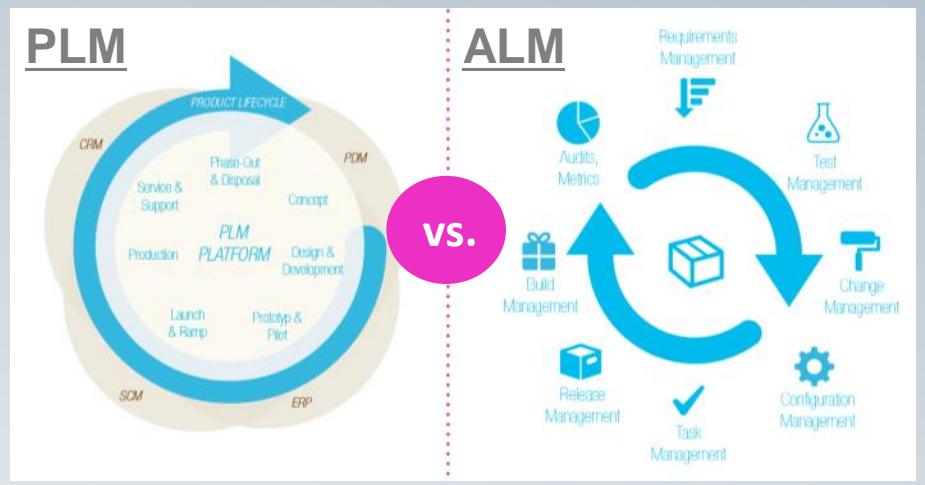 PLM
PRODUCT LIFECYCLE
CRM
PDM
Phase-Out
& Disposal
Service &
Support
Concept
PLM
PLATFORM
Production
Design &
Development
Launch
& Ramp
Prototyp &
Pilot
SCM
ERP
vs.
ALM
Requirements
Management
Audits,
Metrics
Test
Management
Build
Management
Change
Management
Release
Management
Configuration
Management
Task
Management